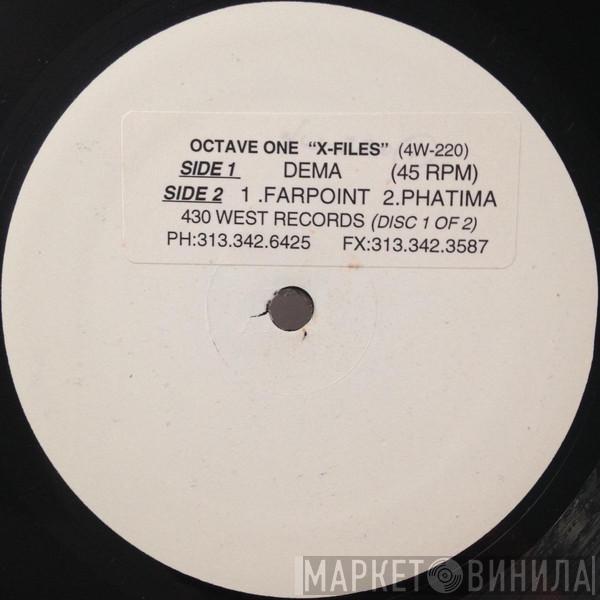 OCTAVE ONE "X-FILES" (4W-220)
SIDE 1 DEMA (45 RPM)
SIDE 2 1 .FARPOINT 2.PHATIMA
430 WEST RECORDS (DISC 1 OF 2)
PH:313.342.6425 FX:313.342.3587
МАРКЕТ ВИНИЛА